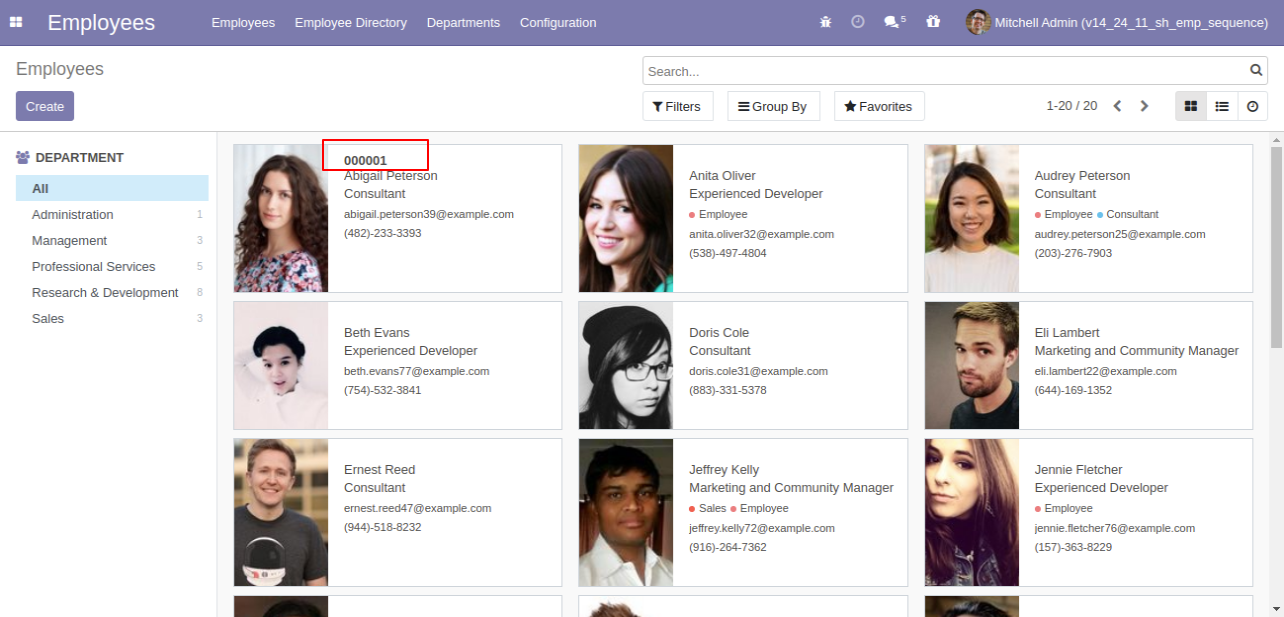 Employees Employees Employee Directory Departments Configuration 5 Mitchell Admin (v14_24_11_sh_emp_sequence)
Employees
Search...
Create
Filters Group By Favorites 1-20 / 20
DEPARTMENT
All
Administration 1
Management 3
Professional Services 5
Research & Development 8
Sales 3
000001
Abigail Peterson
Consultant
abigail.peterson39@example.com
(482)-233-3393
Anita Oliver
Experienced Developer
Employee
anita.oliver32@example.com
(538)-497-4804
Audrey Peterson
Consultant
Employee Consultant
audrey.peterson25@example.com
(203)-276-7903
Beth Evans
Experienced Developer
beth.evans77@example.com
(754)-532-3841
Doris Cole
Consultant
doris.cole31@example.com
(883)-331-5378
Eli Lambert
Marketing and Community Manager
eli.lambert22@example.com
(644)-169-1352
Ernest Reed
Consultant
ernest.reed47@example.com
(944)-518-8232
Jeffrey Kelly
Marketing and Community Manager
Sales Employee
jeffrey.kelly72@example.com
(916)-264-7362
Jennie Fletcher
Experienced Developer
Employee
jennie.fletcher76@example.com
(157)-363-8229